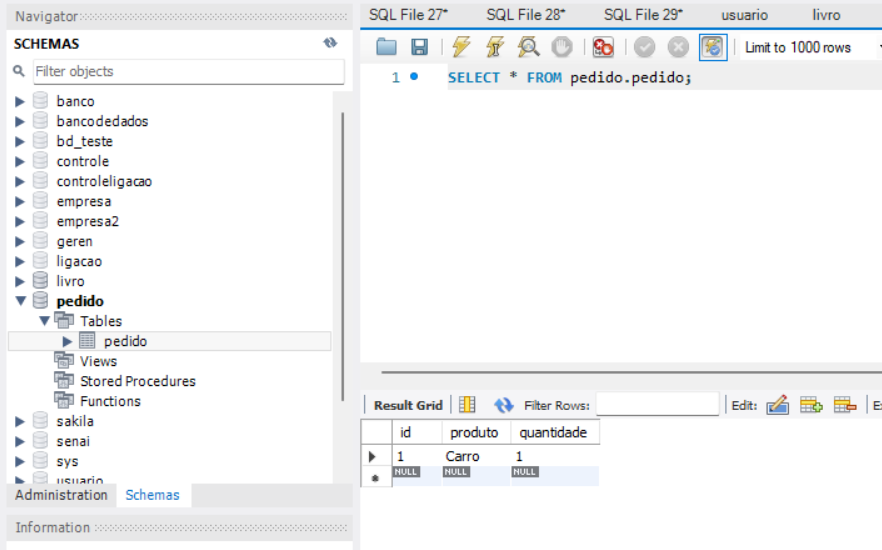 Navigator
SCHEMAS
Filter objects
banco
bancodedados
bd_teste
controle
controleligacao
empresa
empresa2
geren
ligacao
livro
pedido
Tables
pedido
Views
Stored Procedures
Functions
sakila
senai
sys
usuario
Administration Schemas
Information
SQL File 27* SQL File 28* SQL File 29* usuario livro
Limit to 1000 rows
1 SELECT * FROM pedido.pedido;
Result Grid Filter Rows: Edit:
id produto quantidade
1 Carro 1
NULL NULL NULL